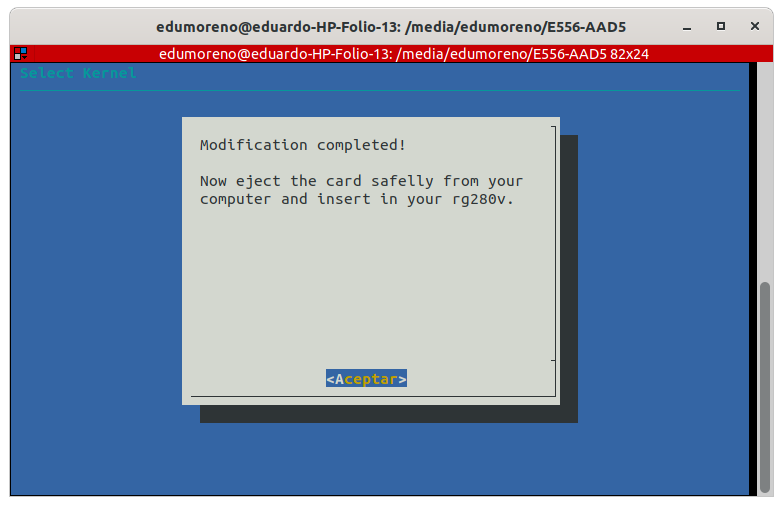 edumoreno@eduardo-HP-Folio-13: /media/edumoreno/E556-AAD5
edumoreno@eduardo-HP-Folio-13: /media/edumoreno/E556-AAD5 82x24
Select Kernel
Modification completed!
Now eject the card safelly from your
computer and insert in your rg280v.
<Aceptar>